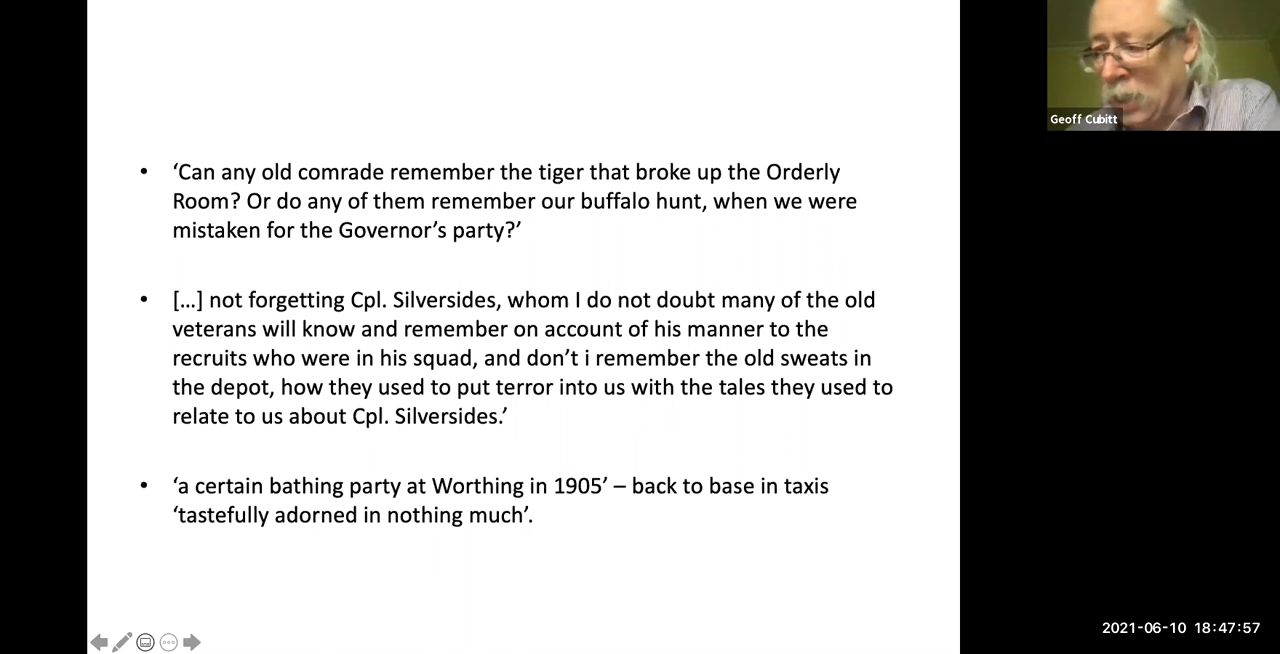 ‘Can any old comrade remember the tiger that broke up the Orderly
Room? Or do any of them remember our buffalo hunt, when we were
mistaken for the Governor’s party?’
[…] not forgetting Cpl. Silversides, whom I do not doubt many of the old
veterans will know and remember on account of his manner to the
recruits who were in his squad, and don’t i remember the old sweats in
the depot, how they used to put terror into us with the tales they used to
relate to us about Cpl. Silversides.’
‘a certain bathing party at Worthing in 1905’ – back to base in taxis
‘tastefully adorned in nothing much’.
Geoff Cubitt
2021-06-10 18:47:57